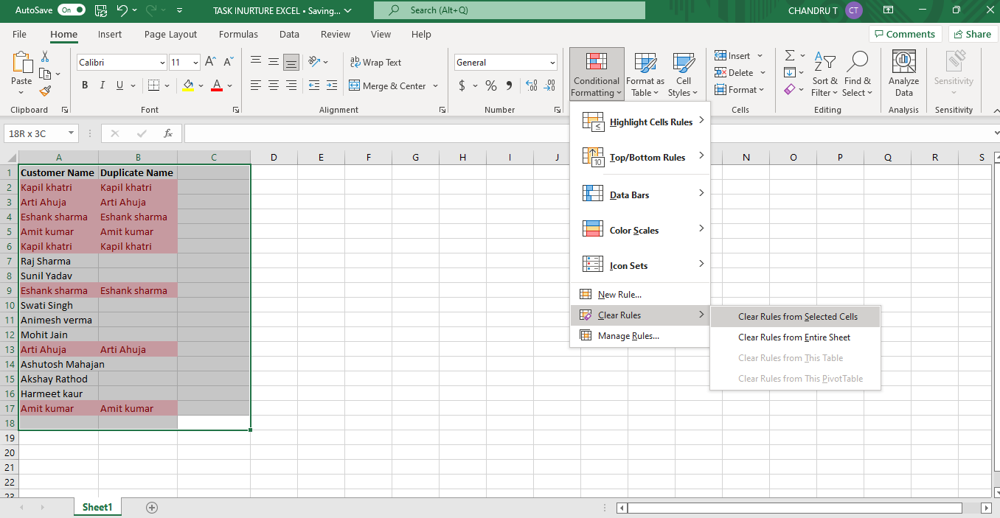 AutoSave On TASK INURTURE EXCEL • Saving... Search (Alt+Q) CHANDRU T CT
File Home Insert Page Layout Formulas Data Review View Help Comments Share
Paste
Clipboard
Calibri 11
B I U A
Font
Wrap Text
Merge & Center
Alignment
General
$ %
Number
Conditional Formatting
Format as Table
Cell Styles
Insert
Delete
Format
Cells
Sort & Filter
Find & Select
Editing
Analyze Data
Analysis
Sensitivity
Sensitivity
18R x 3C fx
A B C D E F G H I J N O P Q R S
1 Customer Name Duplicate Name
2 Kapil khatri Kapil khatri
3 Arti Ahuja Arti Ahuja
4 Eshank sharma Eshank sharma
5 Amit kumar Amit kumar
6 Kapil khatri Kapil khatri
7 Raj Sharma
8 Sunil Yadav
9 Eshank sharma Eshank sharma
10 Swati Singh
11 Animesh verma
12 Mohit Jain
13 Arti Ahuja Arti Ahuja
14 Ashutosh Mahajan
15 Akshay Rathod
16 Harmeet kaur
17 Amit kumar Amit kumar
18
19
20
21
22
23
Highlight Cells Rules
Top/Bottom Rules
Data Bars
Color Scales
Icon Sets
New Rule...
Clear Rules
Manage Rules...
Clear Rules from Selected Cells
Clear Rules from Entire Sheet
Clear Rules from This Table
Clear Rules from This PivotTable
Sheet1